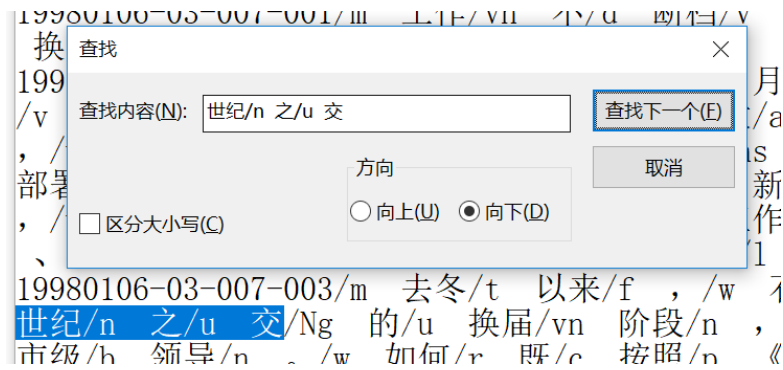 19980106-03-007-001/m 工作/vn 不/d 断档/v
换
查找
199
月
查找内容(N): 世纪/n 之/u 交 查找下一个(F)
/v
/a
,/
方向 取消
部署
新
区分大小写(C) 向上(U) 向下(D)
,/
作
、
/l
19980106-03-007-003/m 去冬/t 以来/f ,/w
世纪/n 之/u 交/Ng 的/u 换届/vn 阶段/n ,
市级/b 领导/n 。/w 如何/r 既/c 按照/p 《